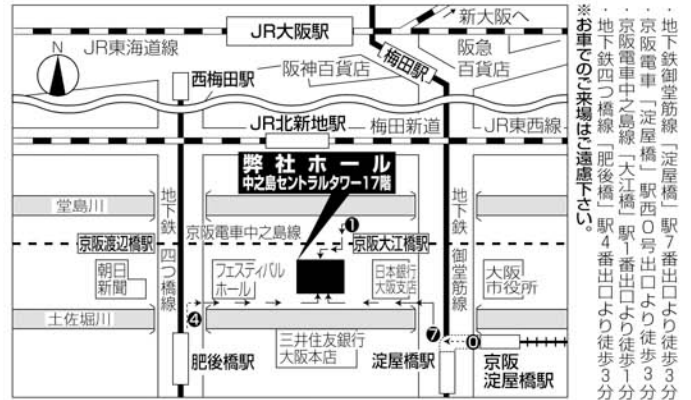 新大阪へ
JR大阪駅
JR東海道線
N
西梅田駅
阪神百貨店
梅田駅
阪急
百貨店
JR北新地駅
梅田新道
JR東西線
弊社ホール
中之島セントラルタワー17階
堂島川
地下鉄 四つ橋線
地下鉄 御堂筋線
京阪電車中之島線
❶
京阪渡辺橋駅
京阪大江橋駅
朝日
新聞
フェスティバル
ホール
日本銀行
大阪支店
大阪
市役所
土佐堀川
❹
❼
⓿
三井住友銀行
大阪本店
肥後橋駅
淀屋橋駅
京阪
淀屋橋駅
・地下鉄御堂筋線「淀屋橋」駅7番出口より徒歩3分
・京阪電車「淀屋橋」駅西0号出口より徒歩3分
・京阪電車中之島線「大江橋」駅1番出口より徒歩1分
・地下鉄四つ橋線「肥後橋」駅4番出口より徒歩3分
※お車でのご来場はご遠慮下さい。